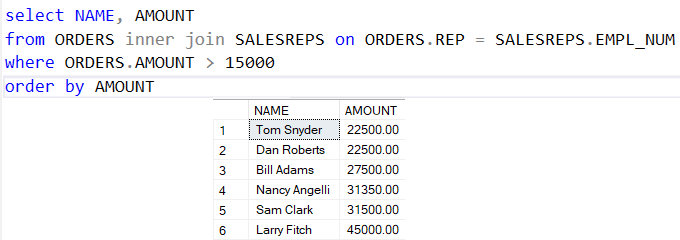 select NAME, AMOUNT
from ORDERS inner join SALESREPS on ORDERS.REP = SALESREPS.EMPL_NUM
where ORDERS.AMOUNT > 15000
order by AMOUNT
NAME AMOUNT
1 Tom Snyder 22500.00
2 Dan Roberts 22500.00
3 Bill Adams 27500.00
4 Nancy Angelli 31350.00
5 Sam Clark 31500.00
6 Larry Fitch 45000.00